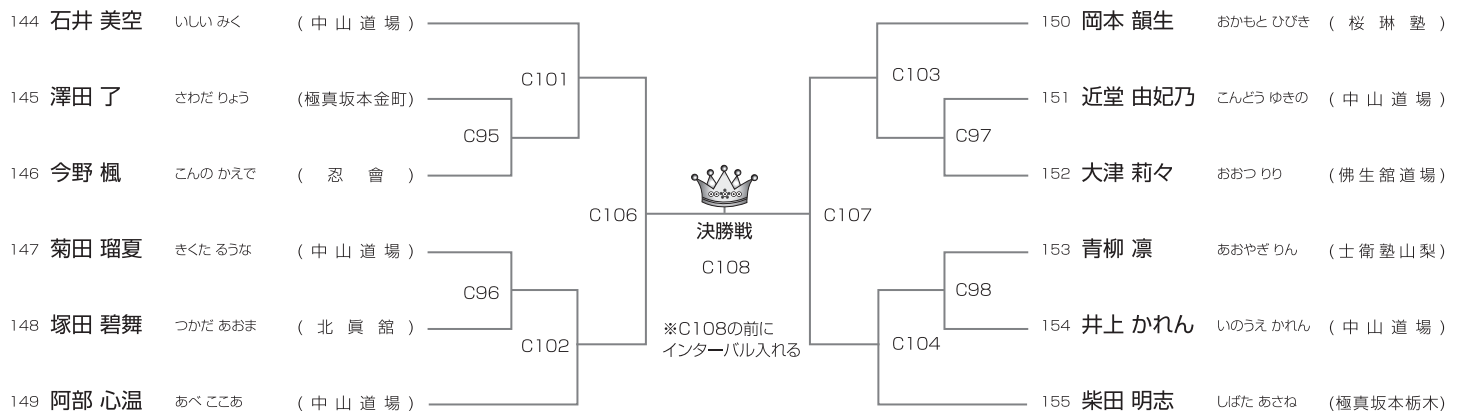 144 石井 美空 いしい みく (中山道場)
145 澤田 了 さわだ りょう (極真坂本金町)
146 今野 楓 こんの かえで (忍會)
147 菊田 瑠夏 きくた るうな (中山道場)
148 塚田 碧舞 つかだ あおま (北眞舘)
149 阿部 心温 あべ ここあ (中山道場)
C101
C95
C96
C102
C106
決勝戦
C108
※C108の前に
インターバル入れる
C107
C103
C97
C98
C104
150 岡本 韻生 おかもと ひびき (桜琳塾)
151 近堂 由妃乃 こんどう ゆきの (中山道場)
152 大津 莉々 おおつ りり (佛生舘道場)
153 青柳 凛 あおやぎ りん (士衛塾山梨)
154 井上 かれん いのうえ かれん (中山道場)
155 柴田 明志 しばた あさね (極真坂本栃木)